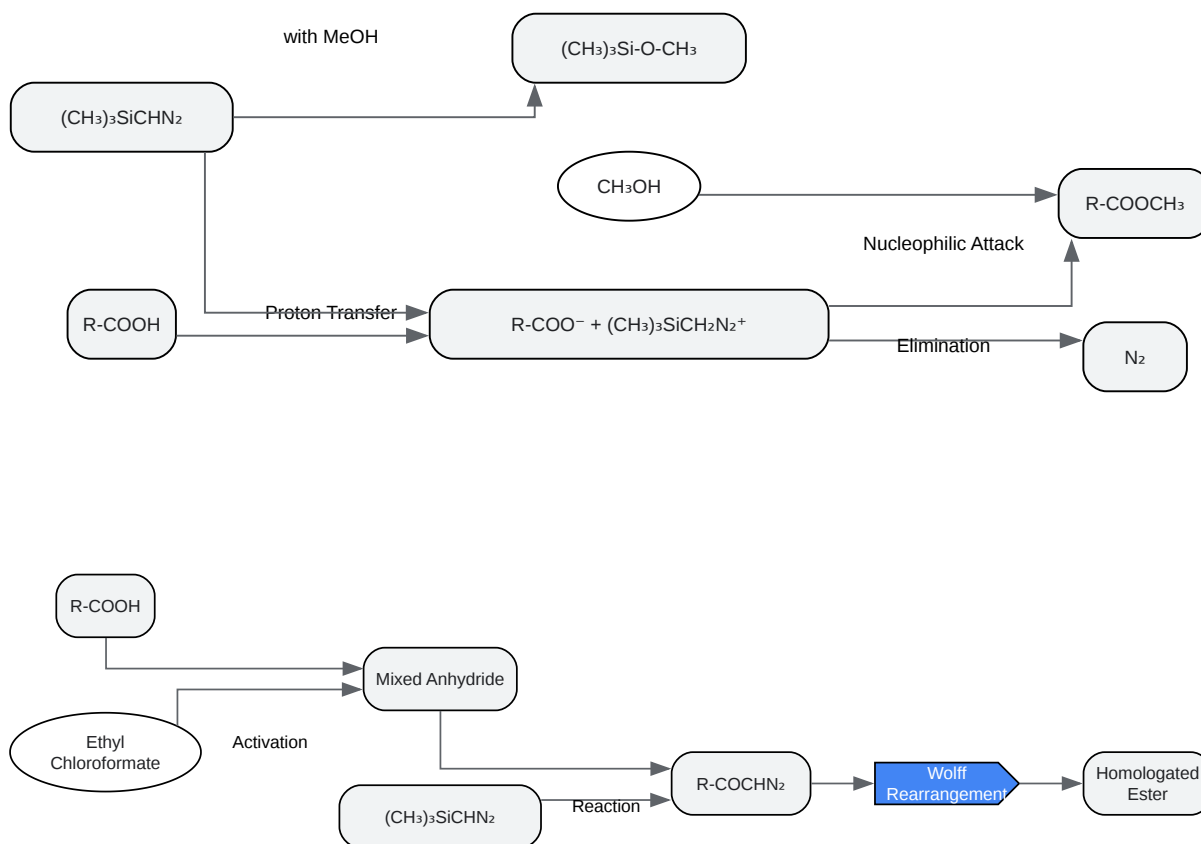 with MeOH
(CH₃)₃Si-O-CH₃
(CH₃)₃SiCHN₂
CH₃OH
R-COOCH₃
Nucleophilic Attack
R-COOH
Proton Transfer
R-COO⁻ + (CH₃)₃SiCH₂N₂⁺
Elimination
N₂
R-COOH
Mixed Anhydride
Ethyl
Chloroformate
Activation
(CH₃)₃SiCHN₂
Reaction
R-COCHN₂
Wolff
Rearrangement
Homologated
Ester